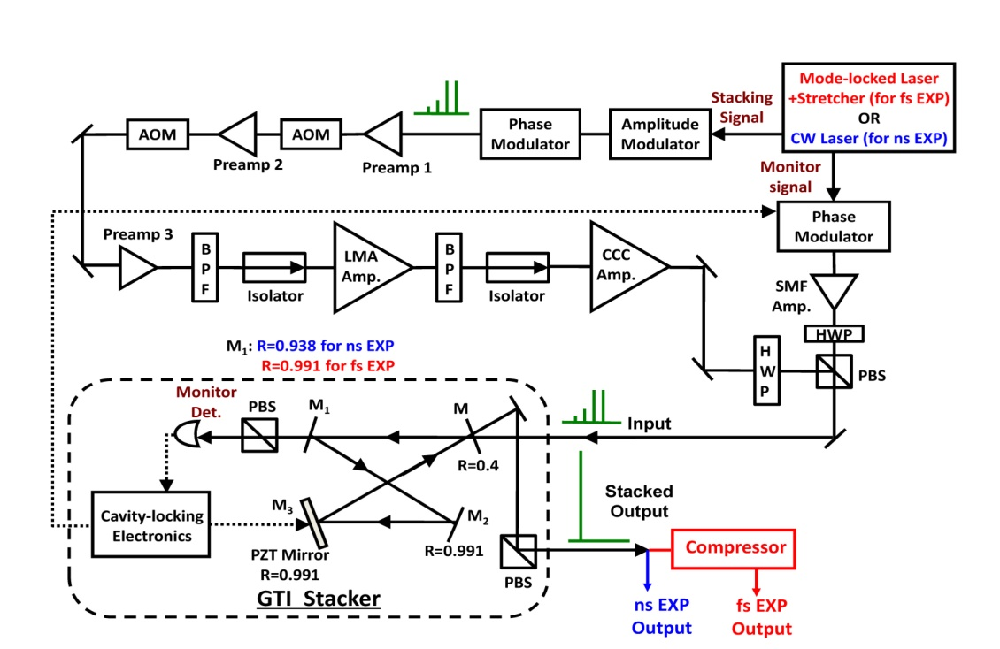 Mode-locked Laser
+Stretcher (for fs EXP)
OR
CW Laser (for ns EXP)
Stacking
Signal
Amplitude
Modulator
Phase
Modulator
Preamp 1
AOM
Preamp 2
AOM
Monitor
signal
Phase
Modulator
Preamp 3
BPF
Isolator
LMA
Amp.
BPF
Isolator
CCC
Amp.
SMF
Amp.
HWP
HWP
PBS
M1: R=0.938 for ns EXP
R=0.991 for fs EXP
Monitor
Det.
PBS
M1
M
R=0.4
Input
Cavity-locking
Electronics
M3
PZT Mirror
R=0.991
M2
R=0.991
PBS
GTI Stacker
Stacked
Output
Compressor
ns EXP
Output
fs EXP
Output